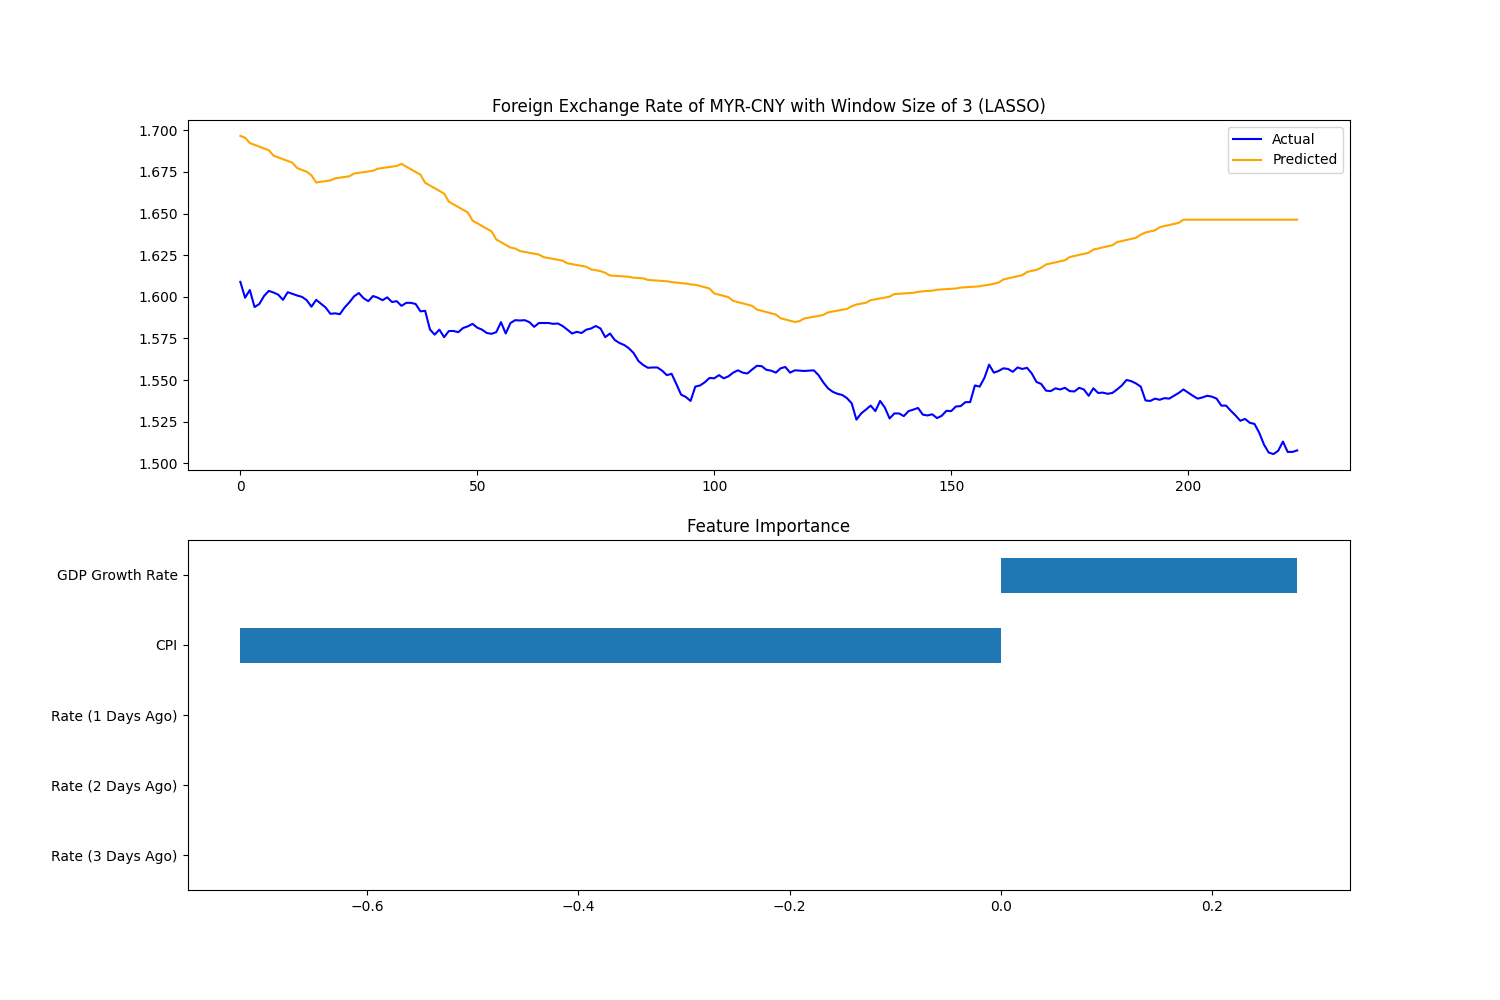 Foreign Exchange Rate of MYR-CNY with Window Size of 3 (LASSO)
1.700
1.675
1.650
1.625
1.600
1.575
1.550
1.525
1.500
Actual
Predicted
0 50 100 150 200
Feature Importance
GDP Growth Rate
CPI
Rate (1 Days Ago)
Rate (2 Days Ago)
Rate (3 Days Ago)
−0.6 −0.4 −0.2 0.0 0.2